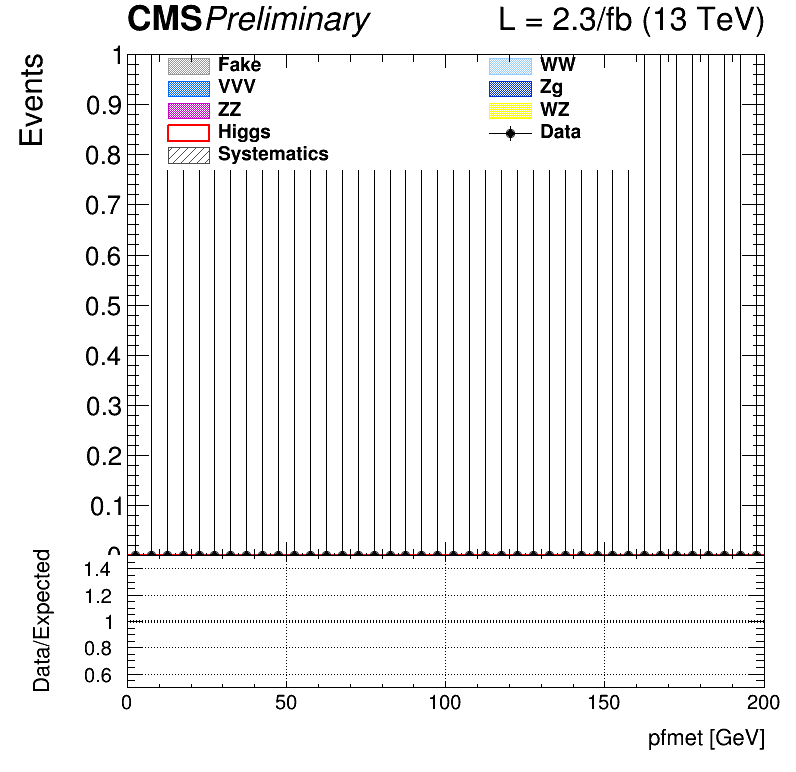 CMSPreliminary L = 2.3/fb (13 TeV)
Events
1
0.9
0.8
0.7
0.6
0.5
0.4
0.3
0.2
0.1
0
Fake WW
VVV Zg
ZZ WZ
Higgs Data
Systematics
Data/Expected
1.4
1.2
1
0.8
0.6
0 50 100 150 200
pfmet [GeV]